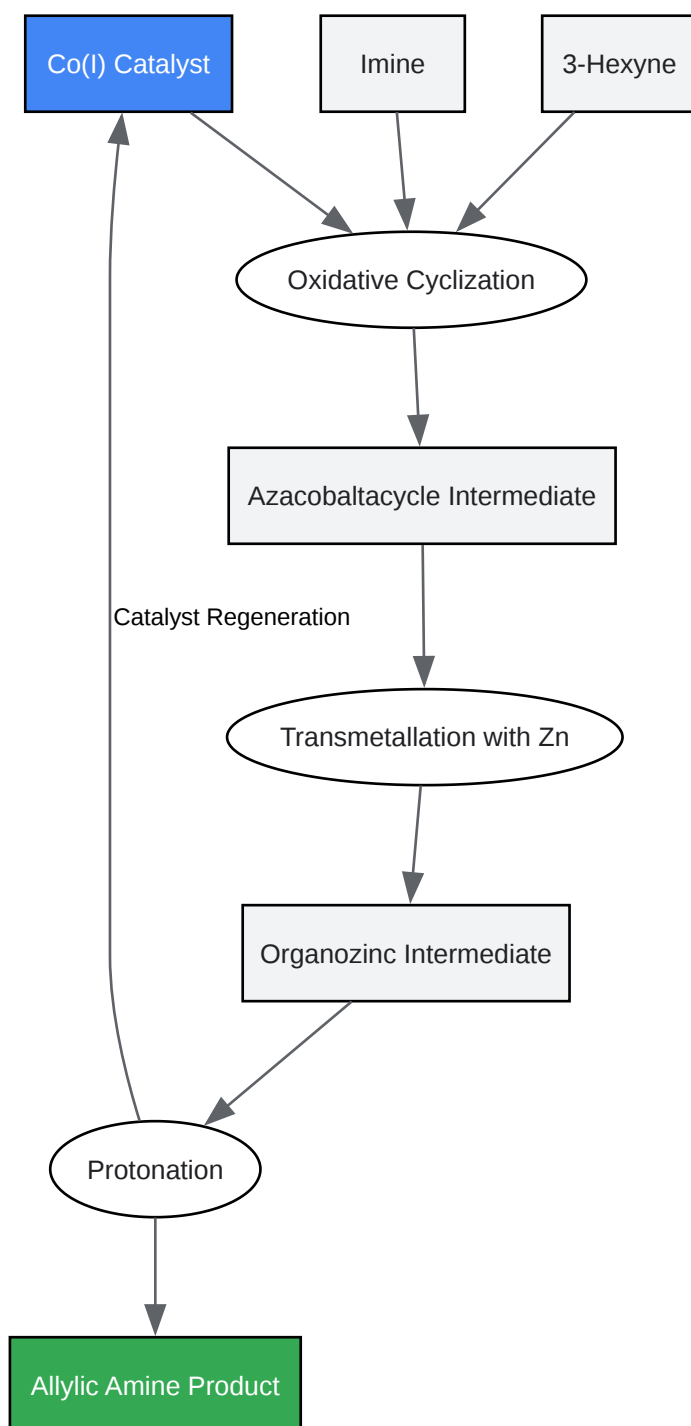 Co(I) Catalyst
Imine
3-Hexyne
Oxidative Cyclization
Azacobaltacycle Intermediate
Catalyst Regeneration
Transmetallation with Zn
Organozinc Intermediate
Protonation
Allylic Amine Product